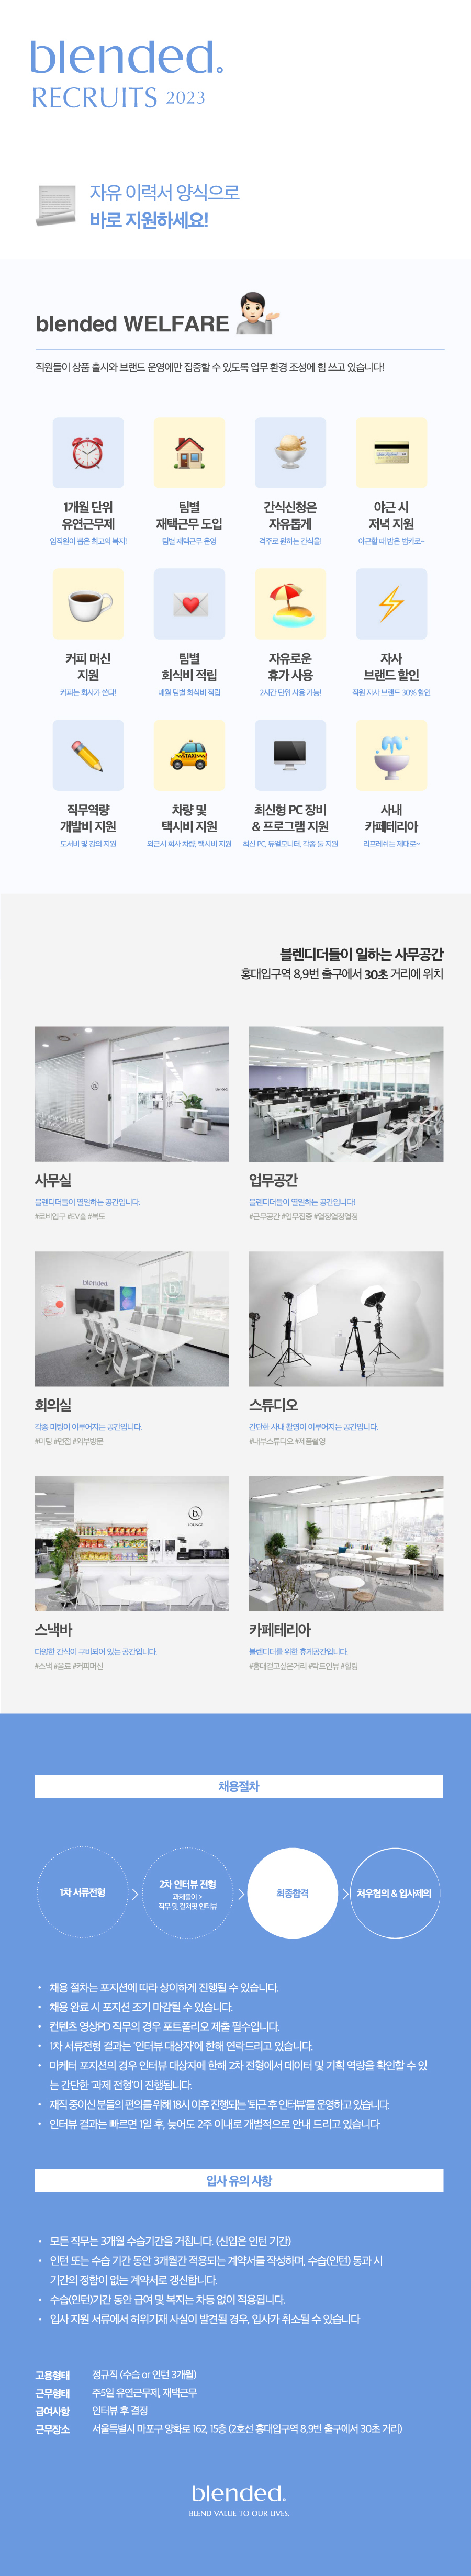 blended.
RECRUITS 2023
자유 이력서 양식으로
바로 지원하세요!
blended WELFARE
직원들이 상품 출시와 브랜드 운영에만 집중할 수 있도록 업무 환경 조성에 힘 쓰고 있습니다!
1개월 단위
유연근무제
임직원이 뽑은 최고의 복지!
팀별
재택근무 도입
팀별 재택근무 운영
간식신청은
자유롭게
격주로 원하는 간식을!
야근 시
저녁 지원
야근할 때 밥은 법카로~
커피 머신
지원
커피는 회사가 쏜다!
팀별
회식비 적립
매월 팀별 회식비 적립
자유로운
휴가 사용
2시간 단위 사용 가능!
자사
브랜드 할인
직원 자사 브랜드 30% 할인
직무역량
개발비 지원
도서비 및 강의 지원
TAXI
차량 및
택시비 지원
외근시 회사 차량, 택시비 지원
최신형 PC 장비
& 프로그램 지원
최신 PC, 듀얼모니터, 각종 툴 지원
사내
카페테리아
리프레쉬는 제대로~
블렌디더들이 일하는 사무공간
홍대입구역 8,9번 출구에서 30초 거리에 위치
사무실
블렌디더들이 열일하는 공간입니다.
#로비입구 #EV홀 #복도
업무공간
블렌디더들이 열일하는 공간입니다!
#근무공간 #업무집중 #열정열정열정
blended.
회의실
각종 미팅이 이루어지는 공간입니다.
#미팅 #면접 #외부방문
스튜디오
간단한 사내 촬영이 이루어지는 공간입니다.
#내부스튜디오 #제품촬영
D.
LOUNGE
스낵바
다양한 간식이 구비되어 있는 공간입니다.
#스낵 #음료 #커피머신
카페테리아
블렌디더를 위한 휴게공간입니다.
#홍대걷고싶은거리 #탁트인뷰 #힐링
채용절차
1차 서류전형
2차 인터뷰 전형
과제풀이 >
직무 및 컬쳐핏 인터뷰
최종합격
처우협의 & 입사제의
• 채용 절차는 포지션에 따라 상이하게 진행될 수 있습니다.
• 채용 완료 시 포지션 조기 마감될 수 있습니다.
• 컨텐츠 영상PD 직무의 경우 포트폴리오 제출 필수입니다.
• 1차 서류전형 결과는 '인터뷰 대상자'에 한해 연락드리고 있습니다.
• 마케터 포지션의 경우 인터뷰 대상자에 한해 2차 전형에서 데이터 및 기획 역량을 확인할 수 있
는 간단한 '과제 전형'이 진행됩니다.
• 재직 중이신 분들의 편의를 위해 18시 이후 진행되는 '퇴근 후 인터뷰'를 운영하고 있습니다.
• 인터뷰 결과는 빠르면 1일 후, 늦어도 2주 이내로 개별적으로 안내 드리고 있습니다
입사 유의 사항
• 모든 직무는 3개월 수습기간을 거칩니다. (신입은 인턴 기간)
• 인턴 또는 수습 기간 동안 3개월간 적용되는 계약서를 작성하며, 수습(인턴) 통과 시
기간의 정함이 없는 계약서로 갱신합니다.
• 수습(인턴)기간 동안 급여 및 복지는 차등 없이 적용됩니다.
• 입사 지원 서류에서 허위기재 사실이 발견될 경우, 입사가 취소될 수 있습니다
고용형태 정규직 (수습 or 인턴 3개월)
근무형태 주5일 유연근무제, 재택근무
급여사항 인터뷰 후 결정
근무장소 서울특별시 마포구 양화로 162, 15층 (2호선 홍대입구역 8,9번 출구에서 30초 거리)
blended.
BLEND VALUE TO OUR LIVES.